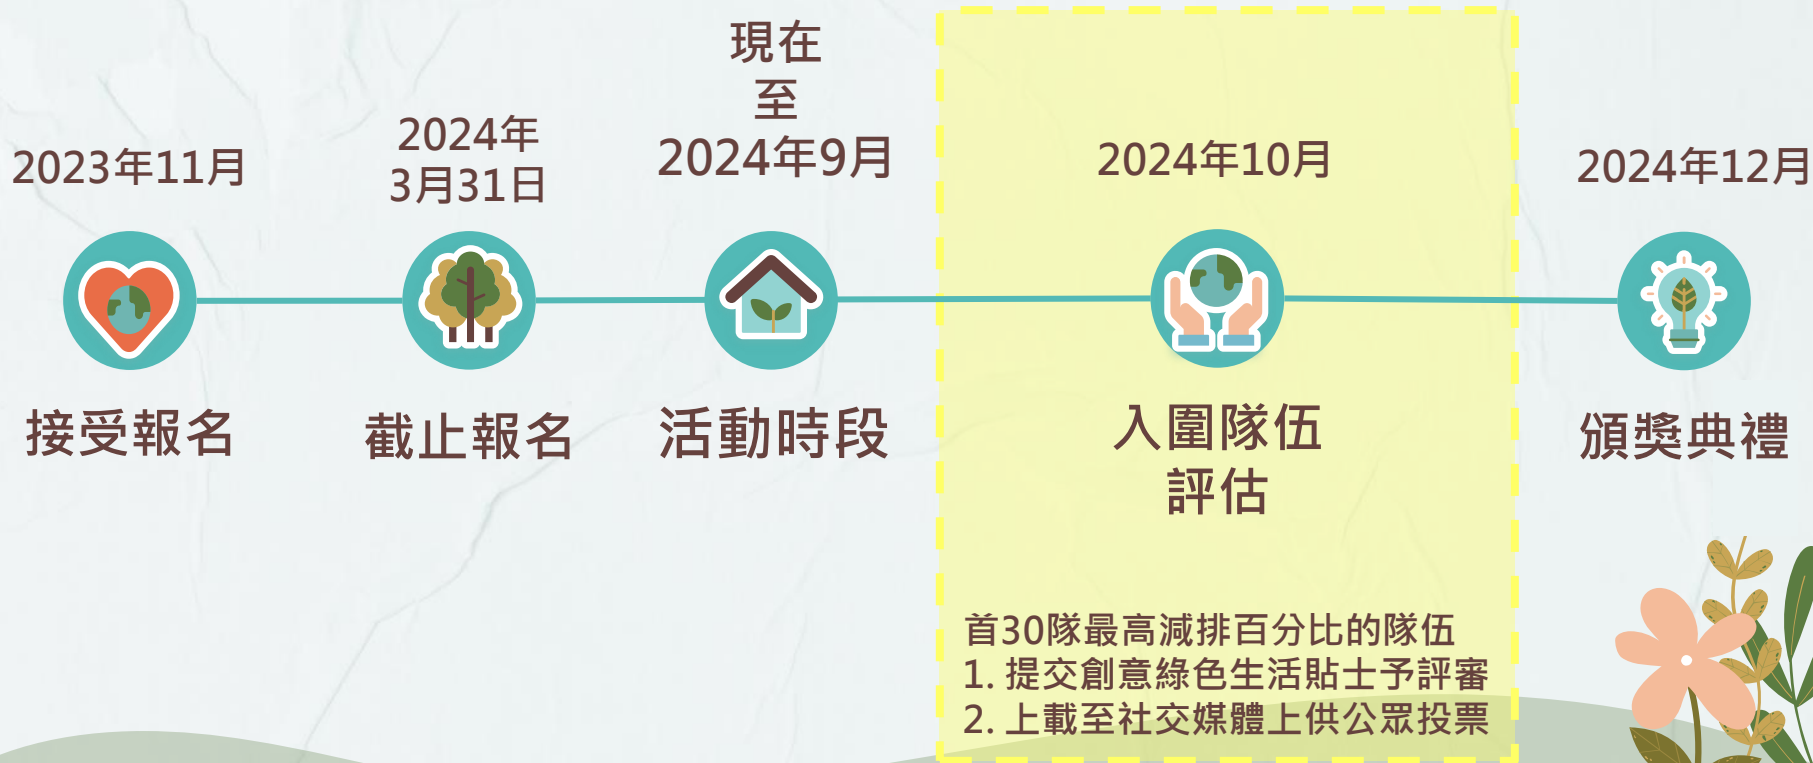 2023年11月
接受報名
2024年
3月31日
截止報名
現在
至
2024年9月
活動時段
2024年10月
入圍隊伍
評估
首30隊最高減排百分比的隊伍
1. 提交創意綠色生活貼士予評審
2. 上載至社交媒體上供公眾投票
2024年12月
頒獎典禮